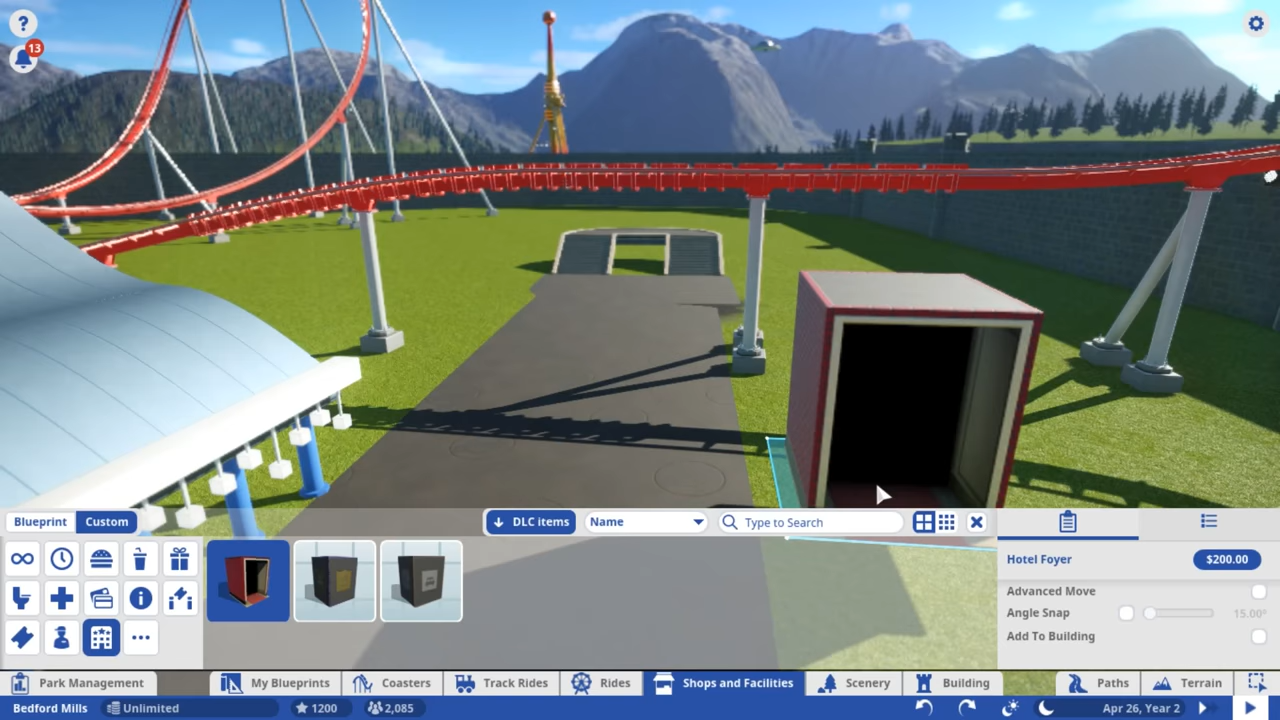 ?
13
Blueprint
Custom
DLC items
Name
Type to Search
Hotel Foyer
$200.00
Advanced Move
Angle Snap
15.00°
Add To Building
Park Management
My Blueprints
Coasters
Track Rides
Rides
Shops and Facilities
Scenery
Building
Paths
Terrain
Bedford Mills
Unlimited
1200
2,085
Apr 26, Year 2